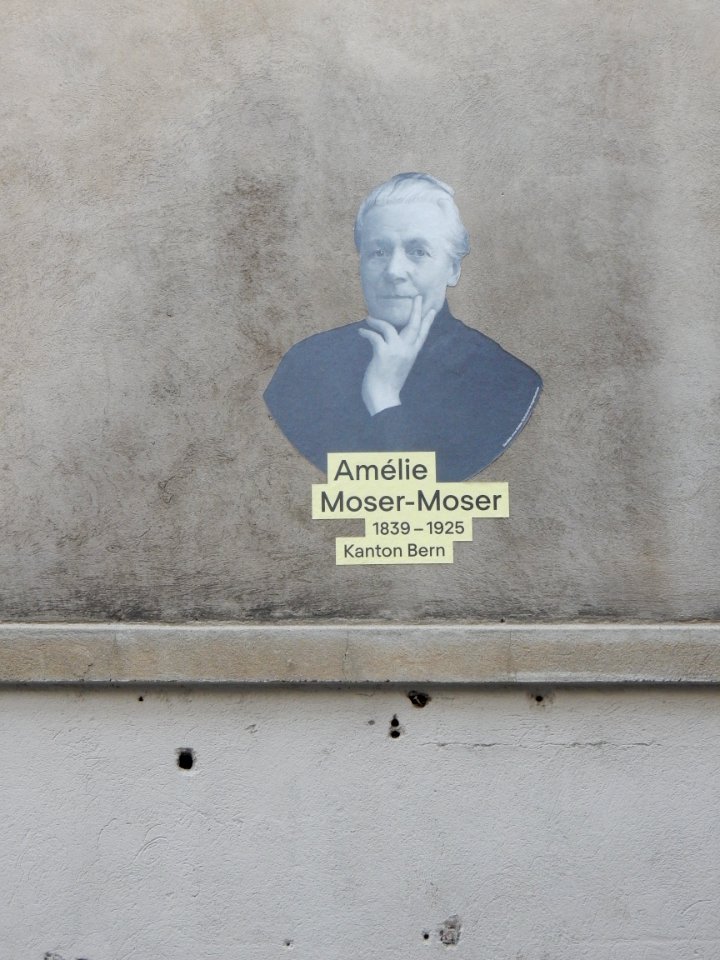 Amélie
Moser-Moser
1839 – 1925
Kanton Bern